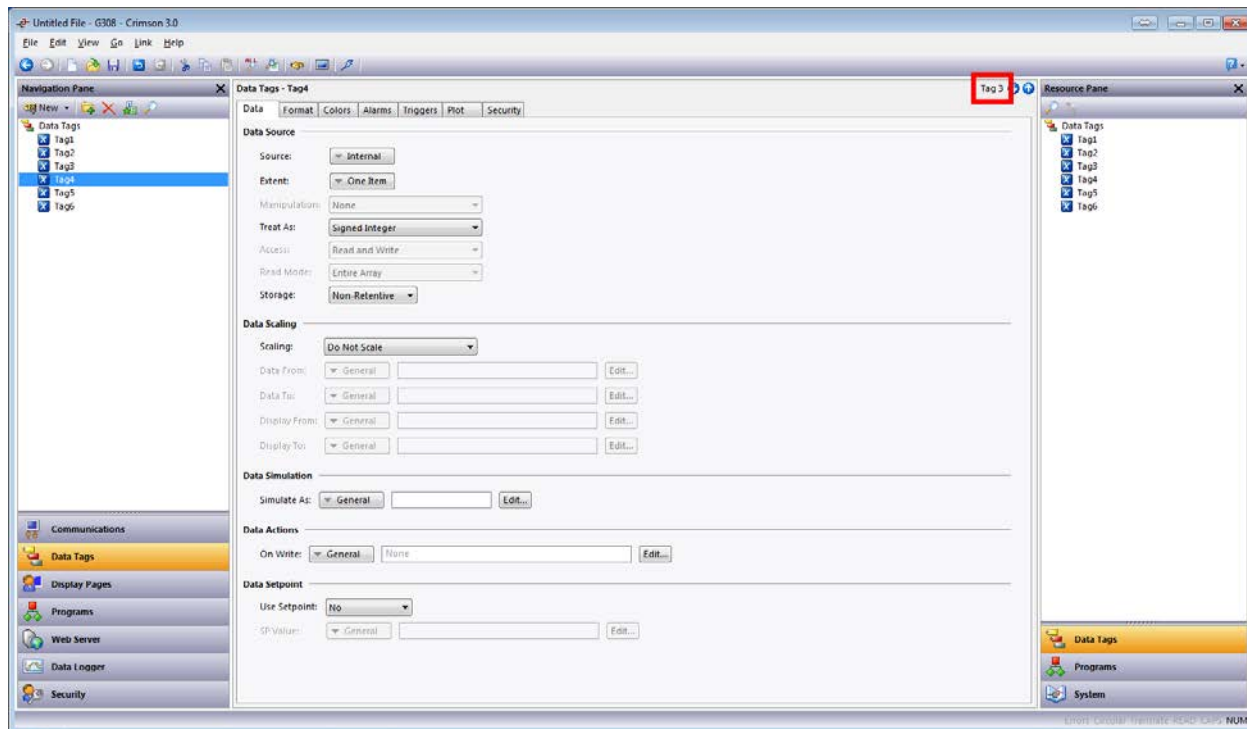 Untitled File - G308 - Crimson 3.0
File Edit View Go Link Help
Navigation Pane
New
Data Tags
Tag1
Tag2
Tag3
Tag4
Tag5
Tag6
Communications
Data Tags
Display Pages
Programs
Web Server
Data Logger
Security
Data Tags - Tag4
Tag 3
Data Format Colors Alarms Triggers Plot Security
Data Source
Source: Internal
Extent: One Item
Manipulation: None
Treat As: Signed Integer
Access: Read and Write
Read Mode: Entire Array
Storage: Non-Retentive
Data Scaling
Scaling: Do Not Scale
Data From: General Edit...
Data To: General Edit...
Display From: General Edit...
Display To: General Edit...
Data Simulation
Simulate As: General Edit...
Data Actions
On Write: General None Edit...
Data Setpoint
Use Setpoint: No
SP Value: General Edit...
Resource Pane
Data Tags
Tag1
Tag2
Tag3
Tag4
Tag5
Tag6
Data Tags
Programs
System
Errors Circular Translate READ CAPS NUM